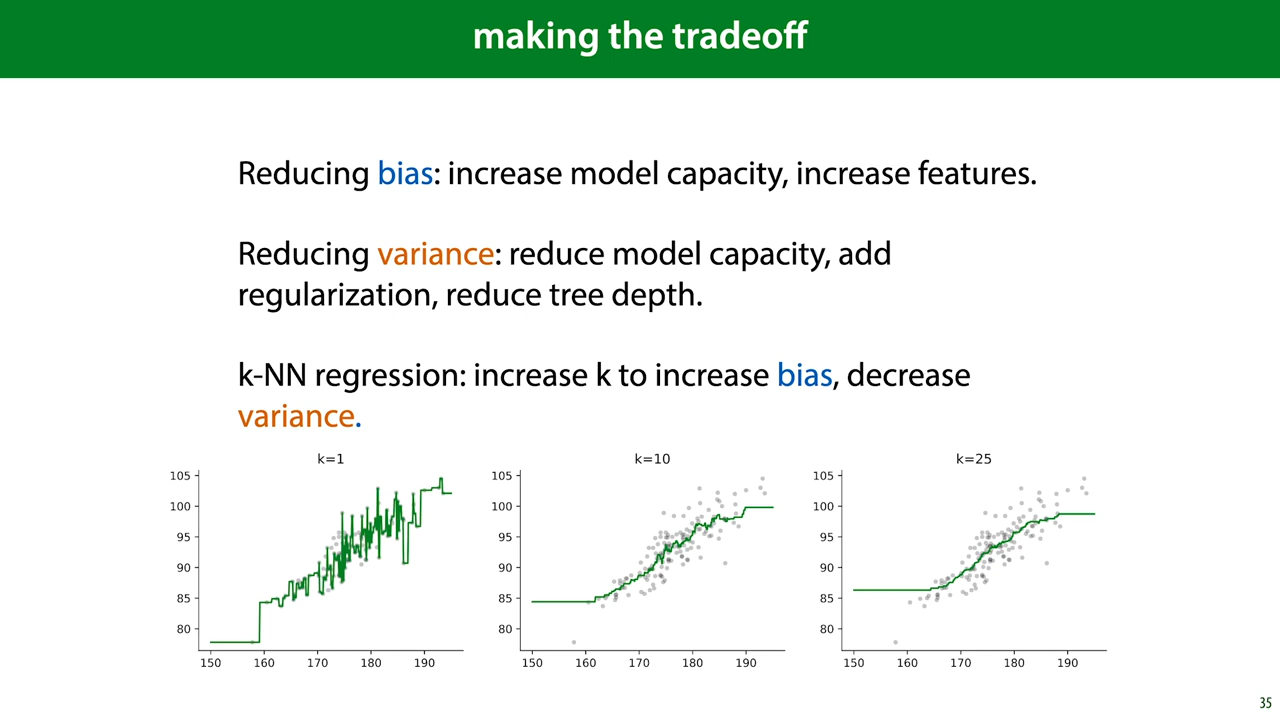 making the tradeoff
Reducing bias: increase model capacity, increase features.
Reducing variance: reduce model capacity, add
regularization, reduce tree depth.
k-NN regression: increase k to increase bias, decrease
variance.
k=1
105
100
95
90
85
80
150 160 170 180 190
k=10
105
100
95
90
85
80
150 160 170 180 190
k=25
105
100
95
90
85
80
150 160 170 180 190
35